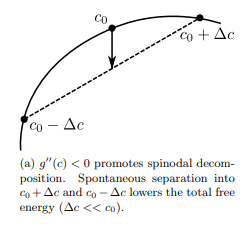 c₀
c₀ + Δc
c₀ − Δc
(a) g″(c) < 0 promotes spinodal decom-
position. Spontaneous separation into
c₀ + Δc and c₀ − Δc lowers the total free
energy (Δc << c₀).